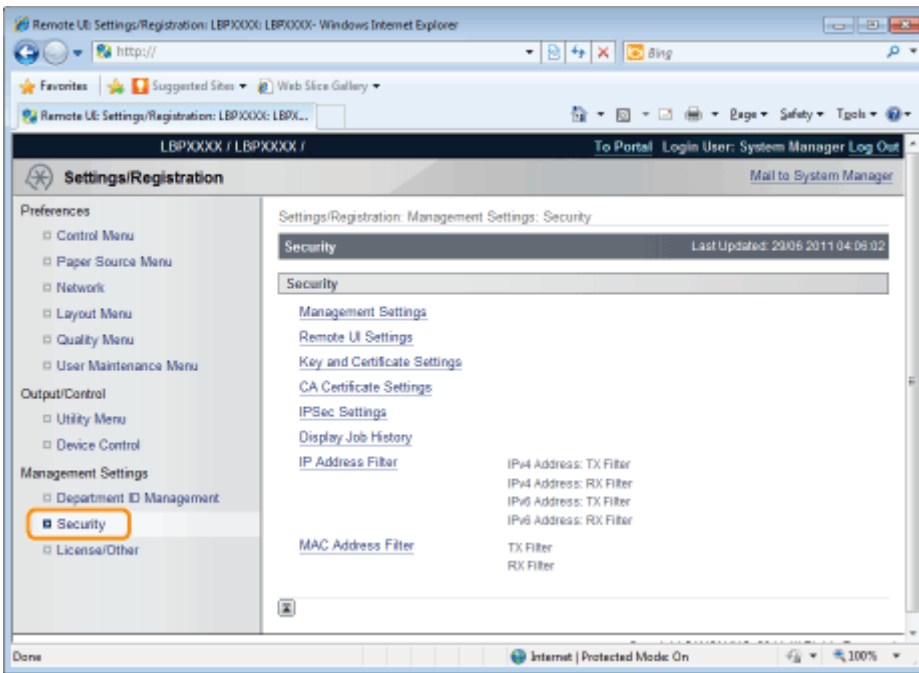 Remote UI: Settings/Registration: LBPXXXX: LBPXXXX- Windows Internet Explorer
http://
Bing
Favorites Suggested Sites Web Slice Gallery
Remote UI: Settings/Registration: LBPXXXX: LBPX... Page Safety Tools
LBPXXXX / LBPXXXX / To Portal Login User: System Manager Log Out
Settings/Registration Mail to System Manager
Preferences
Control Menu
Paper Source Menu
Network
Layout Menu
Quality Menu
User Maintenance Menu
Output/Control
Utility Menu
Device Control
Management Settings
Department ID Management
Security
License/Other
Settings/Registration: Management Settings: Security
Security Last Updated: 29/06 2011 04:06:02
Security
Management Settings
Remote UI Settings
Key and Certificate Settings
CA Certificate Settings
IPSec Settings
Display Job History
IP Address Filter IPv4 Address: TX Filter
IPv4 Address: RX Filter
IPv6 Address: TX Filter
IPv6 Address: RX Filter
MAC Address Filter TX Filter
RX Filter
Done Internet | Protected Mode: On 100%